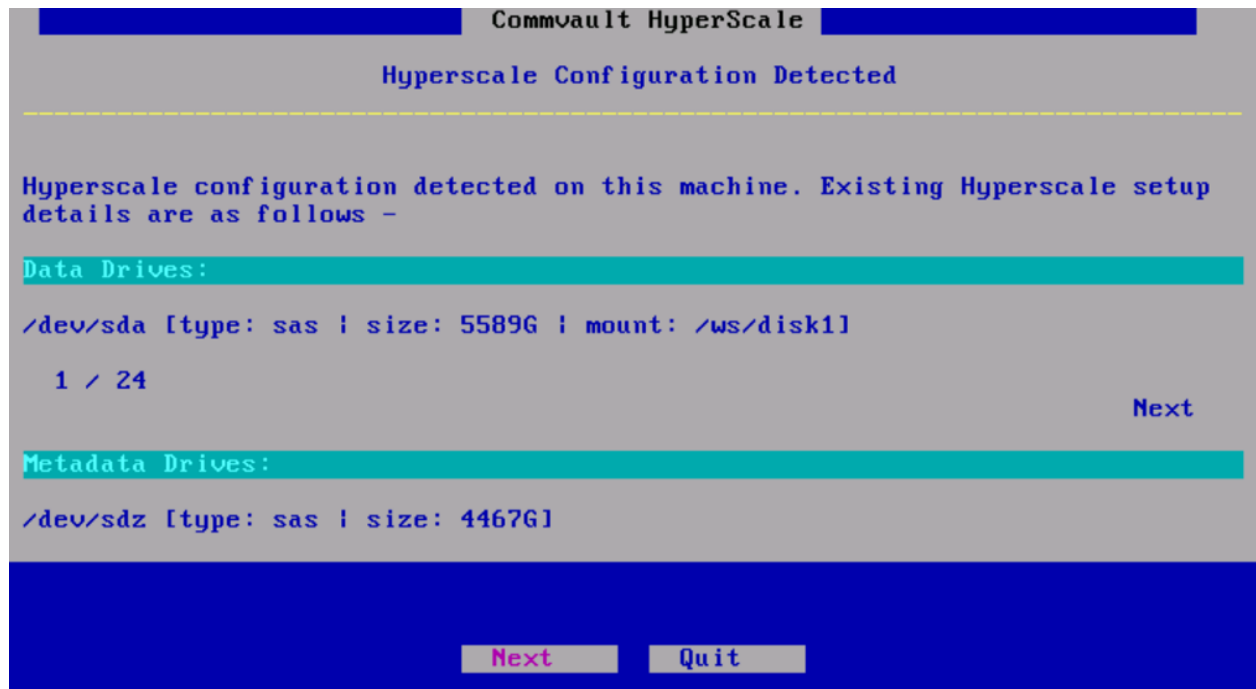 Commvault HyperScale
Hyperscale Configuration Detected
Hyperscale configuration detected on this machine. Existing Hyperscale setup
details are as follows -
Data Drives:
/dev/sda [type: sas | size: 5589G | mount: /ws/disk1]
1 / 24
Next
Metadata Drives:
/dev/sdz [type: sas | size: 4467G]
Next Quit